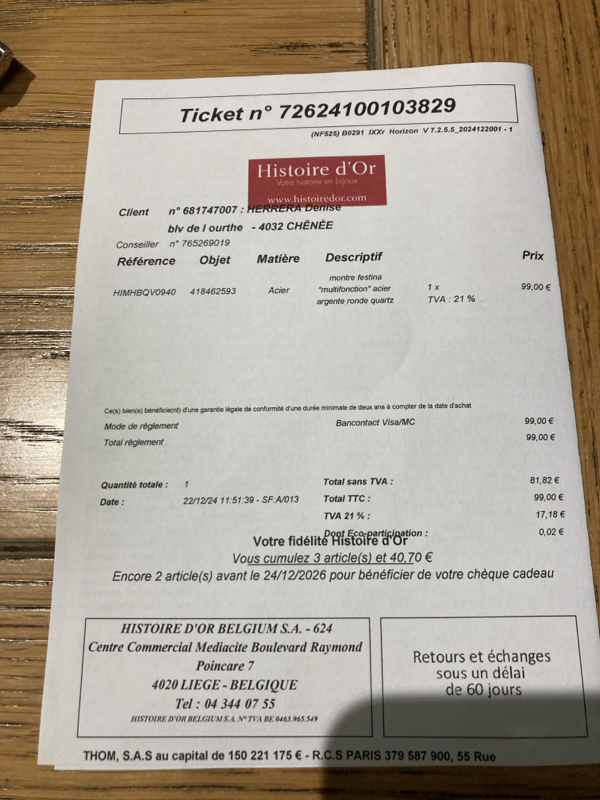 Ticket n° 72624100103829
(NF525) B0291 IXXr Horizon V 7.2.5.5_2024122001 - 1
Histoire d'Or
Votre histoire en bijoux
www.histoiredor.com
Client n° 681747007 : HERRERA Denise
blv de l ourthe - 4032 CHÊNÉE
Conseiller n° 765269019
Référence Objet Matière Descriptif Prix
montre festina
HIMHBQV0940 418462593 Acier "multifonction" acier 1 x 99,00 €
argente ronde quartz TVA : 21 %
Ce(s) bien(s) bénéficie(nt) d'une garantie légale de conformité d'une durée minimale de deux ans à compter de la date d'achat
Mode de règlement Bancontact Visa/MC 99,00 €
Total règlement 99,00 €
Quantité totale : 1 Total sans TVA : 81,82 €
Date : 22/12/24 11:51:39 - SF:A/013 Total TTC : 99,00 €
TVA 21 % : 17,18 €
Dont Eco-participation : 0,02 €
Votre fidélité Histoire d'Or
Vous cumulez 3 article(s) et 40,70 €
Encore 2 article(s) avant le 24/12/2026 pour bénéficier de votre chèque cadeau
HISTOIRE D'OR BELGIUM S.A. - 624
Centre Commercial Mediacite Boulevard Raymond
Poincare 7
4020 LIEGE - BELGIQUE
Tel : 04 344 07 55
HISTOIRE D'OR BELGIUM S.A. N° TVA BE 0463.965.549
Retours et échanges
sous un délai
de 60 jours
THOM, S.A.S au capital de 150 221 175 € - R.C.S PARIS 379 587 900, 55 Rue